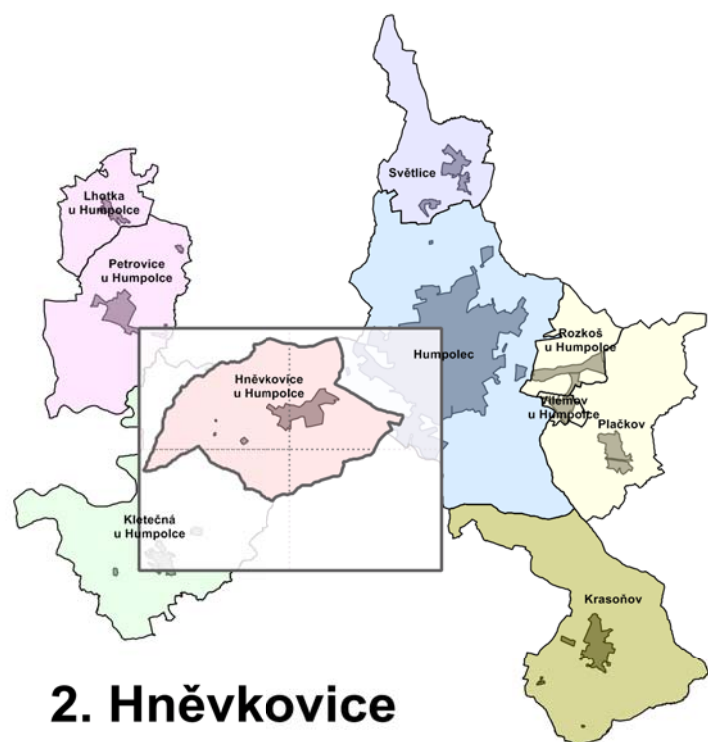 Světlice
Lhotka
u Humpolce
Petrovice
u Humpolce
Humpolec
Rozkoš
u Humpolce
Hněvkovice
u Humpolce
Vilémov
u Humpolce
Plačkov
Kletečná
u Humpolce
Krasoňov
2. Hněvkovice